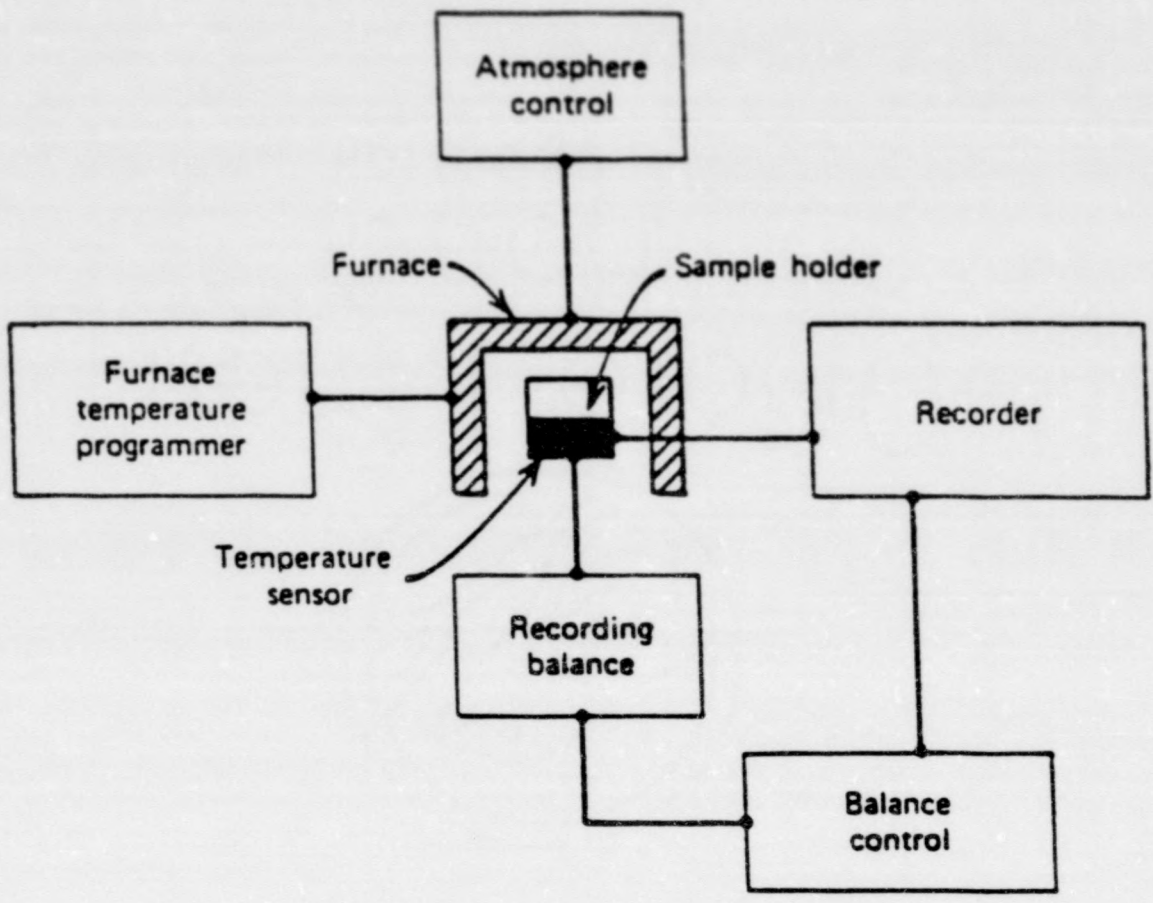 Atmosphere
control
Furnace
Sample holder
Furnace
temperature
programmer
Recorder
Temperature
sensor
Recording
balance
Balance
control